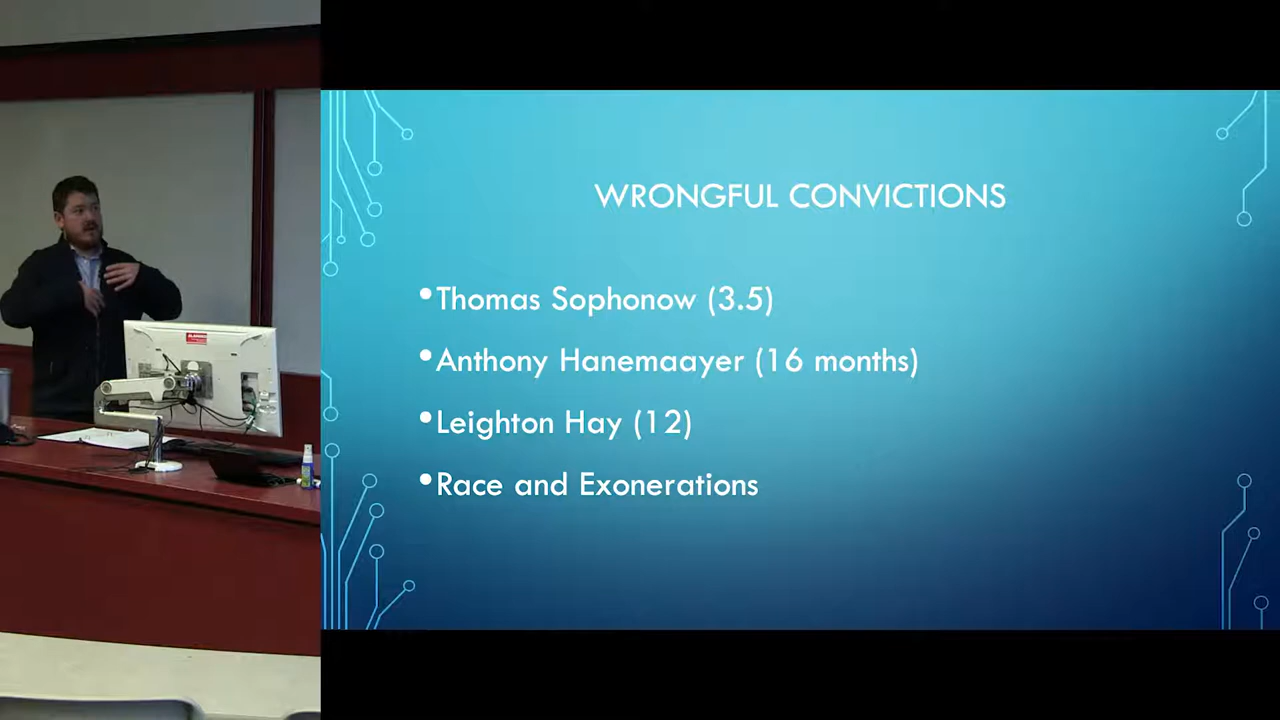 WRONGFUL CONVICTIONS
•Thomas Sophonow (3.5)
•Anthony Hanemaayer (16 months)
•Leighton Hay (12)
•Race and Exonerations